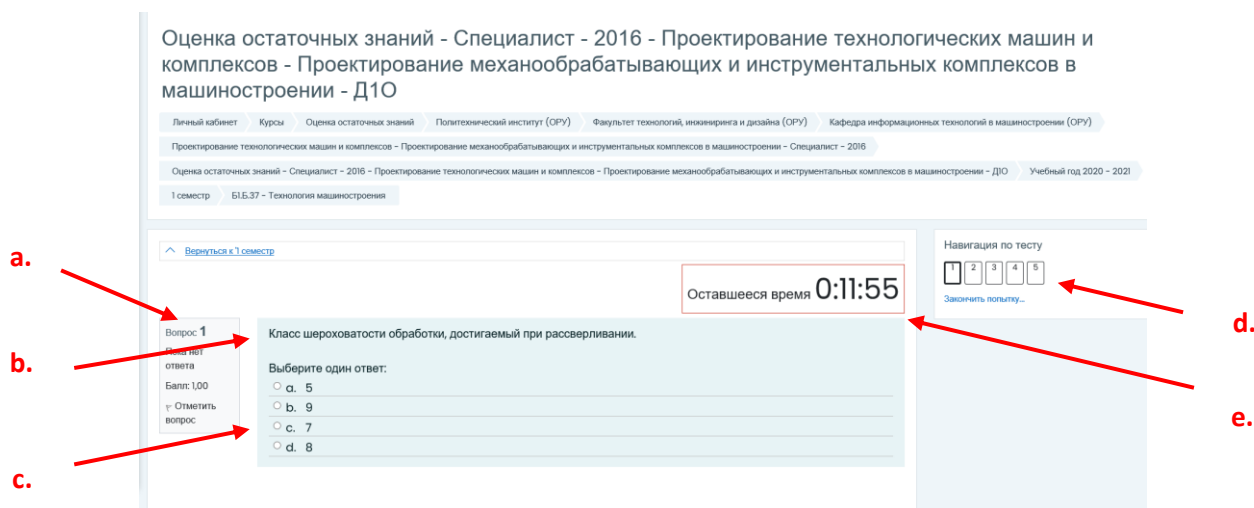 Оценка остаточных знаний - Специалист - 2016 - Проектирование технологических машин и
комплексов - Проектирование механообрабатывающих и инструментальных комплексов в
машиностроении - Д1О
Личный кабинет Курсы Оценка остаточных знаний Политехнический институт (ОРУ) Факультет технологий, инжиниринга и дизайна (ОРУ) Кафедра информационных технологий в машиностроении (ОРУ)
Проектирование технологических машин и комплексов - Проектирование механообрабатывающих и инструментальных комплексов в машиностроении - Специалист - 2016
Оценка остаточных знаний - Специалист - 2016 - Проектирование технологических машин и комплексов - Проектирование механообрабатывающих и инструментальных комплексов в машиностроении - Д1О Учебный год 2020 - 2021
1 семестр Б1.Б.37 - Технология машиностроения
a.
Вернуться к 1 семестр
Оставшееся время 0:11:55
Навигация по тесту
1 2 3 4 5
Закончить попытку...
d.
Вопрос 1
Пока нет
ответа
Балл: 1,00
Отметить
вопрос
b.
Класс шероховатости обработки, достигаемый при рассверливании.
Выберите один ответ:
a. 5
b. 9
c. 7
d. 8
e.
c.